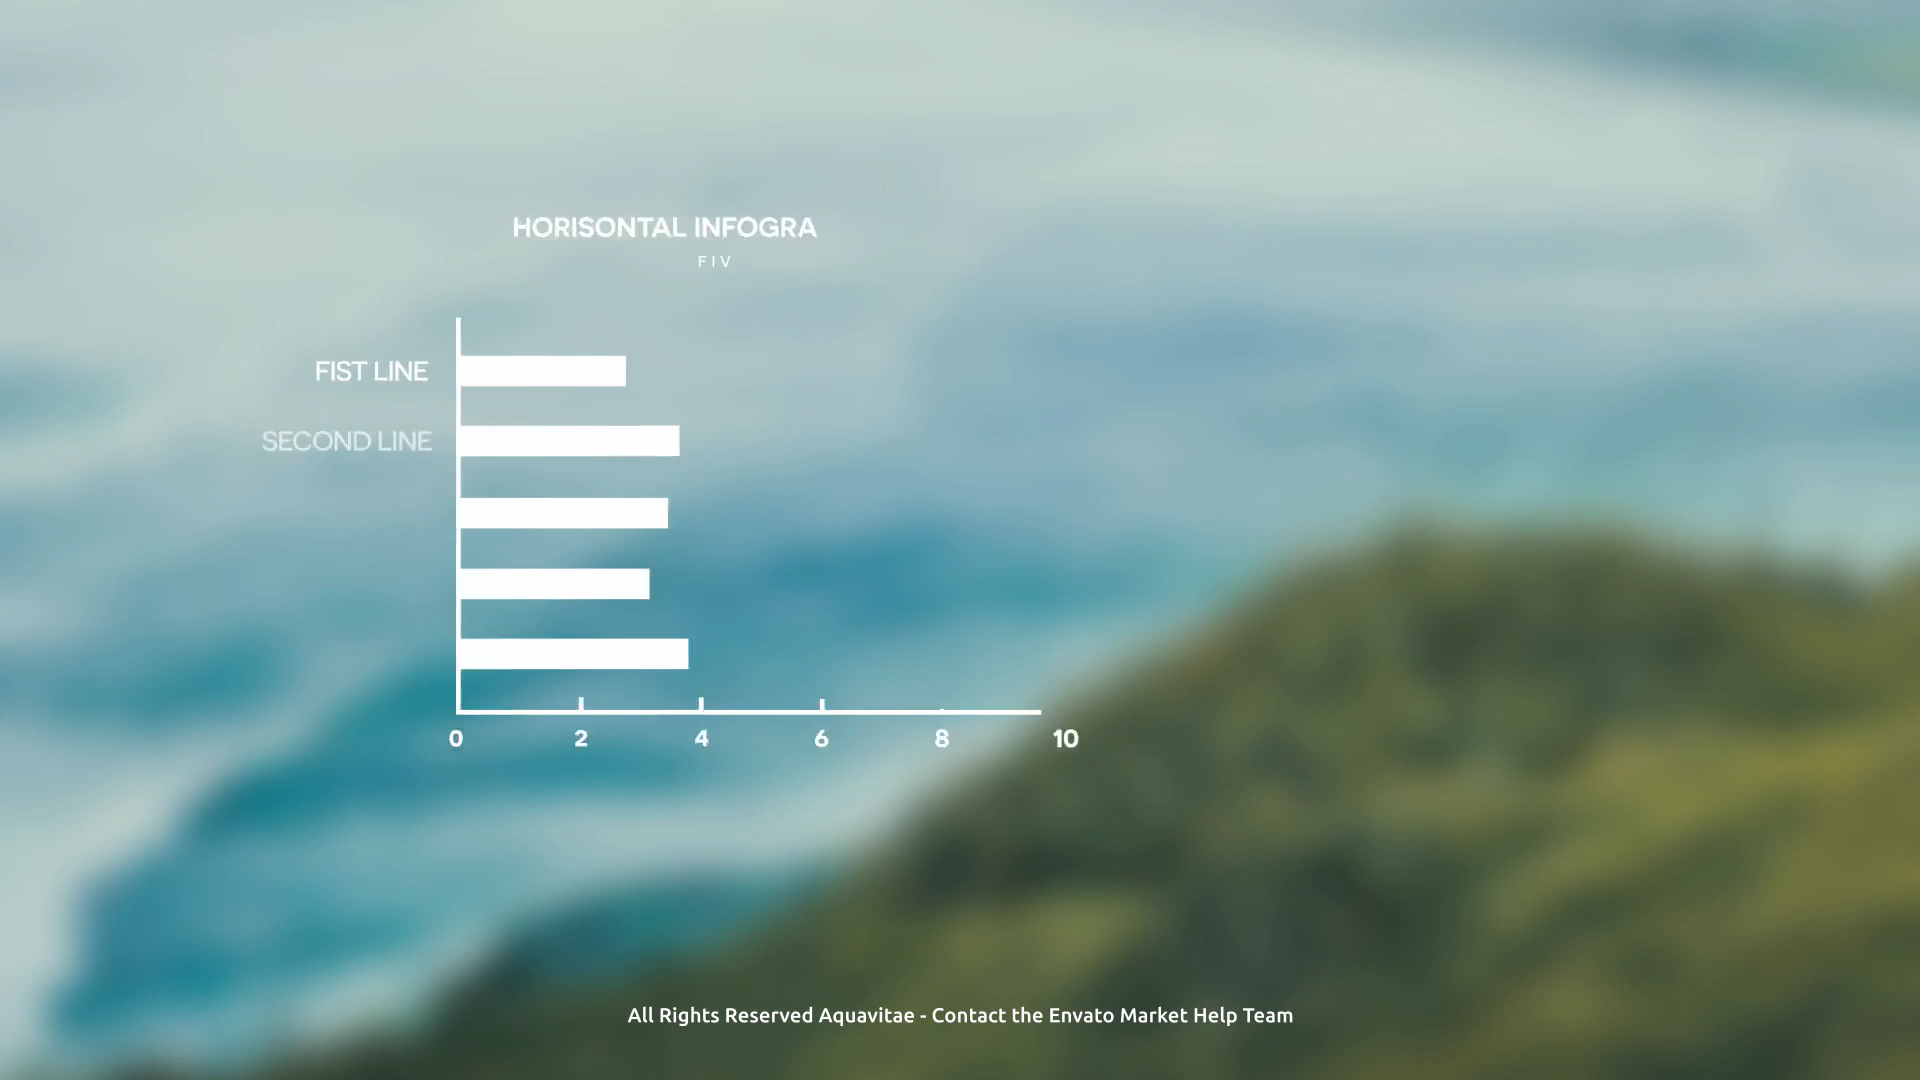 HORISONTAL INFOGRA
FIV
FIST LINE
SECOND LINE
0 2 4 6 8 10
All Rights Reserved Aquavitae - Contact the Envato Market Help Team